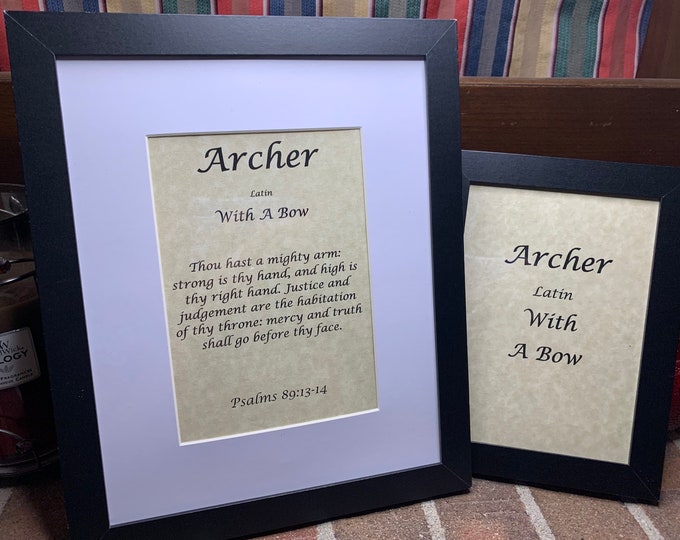 Archer
Latin
With A Bow
Thou hast a mighty arm:
strong is thy hand, and high is
thy right hand. Justice and
judgement are the habitation
of thy throne: mercy and truth
shall go before thy face.
Psalms 89:13-14
Archer
Latin
With
A Bow
OLOGY